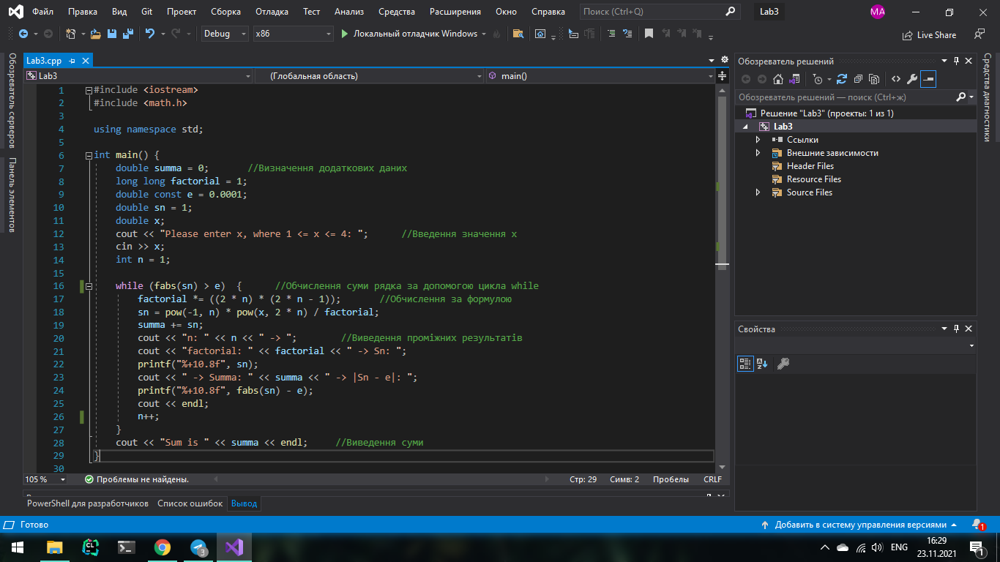 Файл Правка Вид Git Проект Сборка Отладка Тест Анализ Средства Расширения Окно Справка Поиск (Ctrl+Q) Lab3 MA
Debug x86 Локальный отладчик Windows Live Share
Обозреватель серверов
Панель элементов
Lab3.cpp
Lab3 (Глобальная область) main()
1 #include <iostream>
2 #include <math.h>
3
4 using namespace std;
5
6 int main() {
7 double summa = 0; //Визначення додаткових даних
8 long long factorial = 1;
9 double const e = 0.0001;
10 double sn = 1;
11 double x;
12 cout << "Please enter x, where 1 <= x <= 4: "; //Введення значення x
13 cin >> x;
14 int n = 1;
15
16 while (fabs(sn) > e) { //Обчислення суми рядка за допомогою цикла while
17 factorial *= ((2 * n) * (2 * n - 1)); //Обчислення за формулою
18 sn = pow(-1, n) * pow(x, 2 * n) / factorial;
19 summa += sn;
20 cout << "n: " << n << " -> "; //Виведення проміжних результатів
21 cout << "factorial: " << factorial << " -> Sn: ";
22 printf("%+10.8f", sn);
23 cout << " -> Summa: " << summa << " -> |Sn - e|: ";
24 printf("%+10.8f", fabs(sn) - e);
25 cout << endl;
26 n++;
27 }
28 cout << "Sum is " << summa << endl; //Виведення суми
29 }
30
105 % Проблемы не найдены. Стр: 29 Симв: 2 Пробелы CRLF
PowerShell для разработчиков Список ошибок Вывод
Обозреватель решений
Обозреватель решений — поиск (Ctrl+ж)
Решение "Lab3" (проекты: 1 из 1)
Lab3
Ссылки
Внешние зависимости
Header Files
Resource Files
Source Files
Свойства
Средства диагностики
Готово Добавить в систему управления версиями 1
CL 3 ENG 16:29
23.11.2021 1